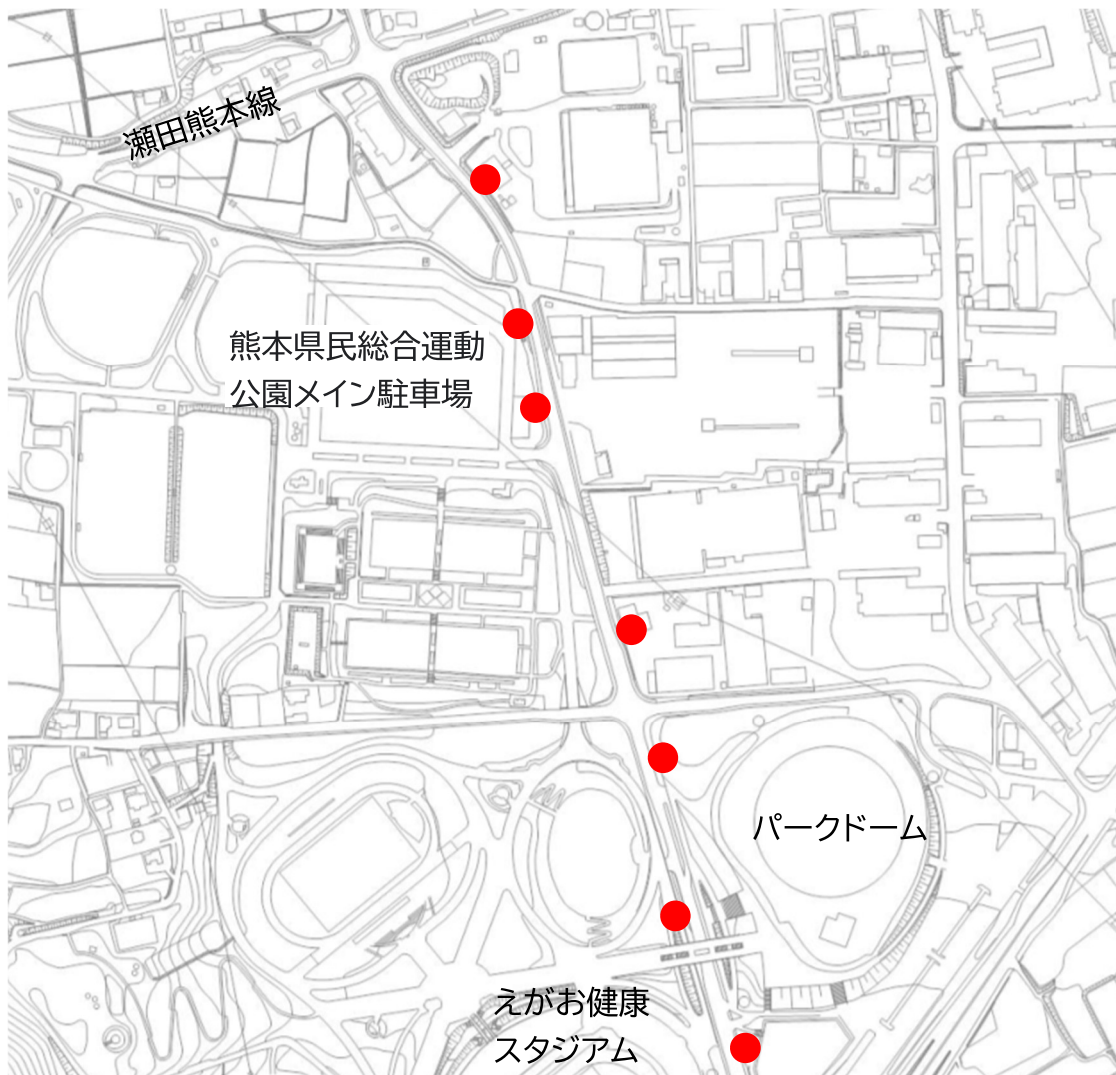 瀬田熊本線
熊本県民総合運動
公園メイン駐車場
パークドーム
えがお健康
スタジアム